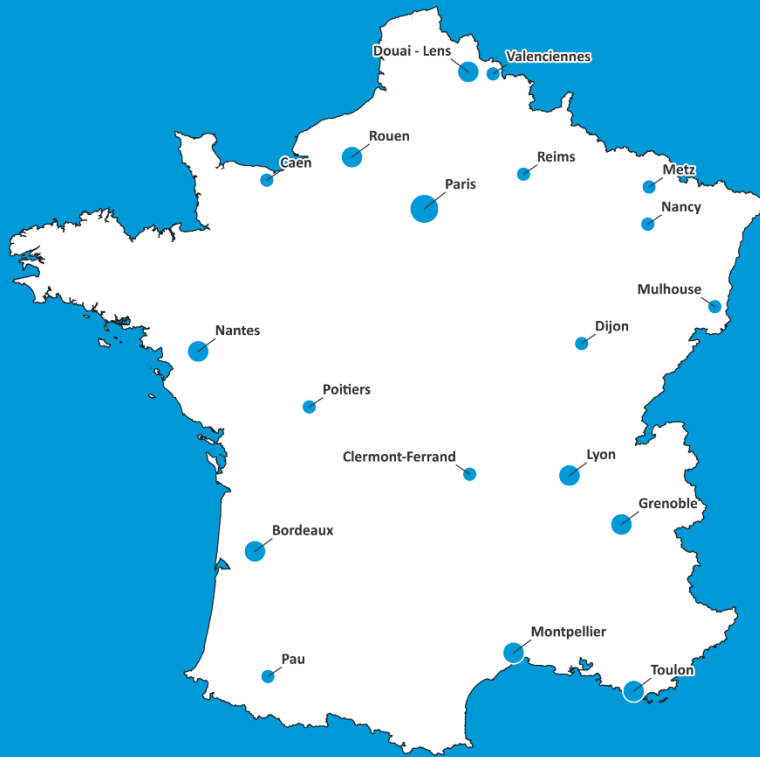 Douai - Lens
Valenciennes
Rouen
Caen
Reims
Metz
Paris
Nancy
Mulhouse
Nantes
Dijon
Poitiers
Clermont-Ferrand
Lyon
Grenoble
Bordeaux
Montpellier
Pau
Toulon